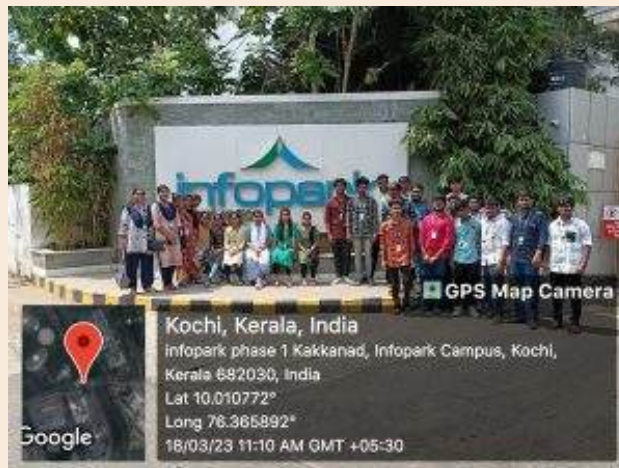 infopark
GPS Map Camera
Kochi, Kerala, India
infopark phase 1 Kakkanad, Infopark Campus, Kochi,
Kerala 682030, India
Lat 10.010772°
Long 76.365892°
18/03/23 11:10 AM GMT +05:30
Google